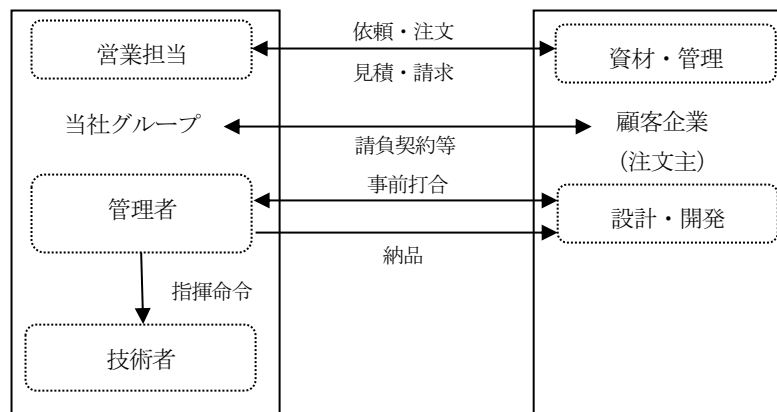 営業担当
依頼・注文
見積・請求
資材・管理
当社グループ
請負契約等
顧客企業
(注文主)
管理者
事前打合
納品
設計・開発
指揮命令
技術者